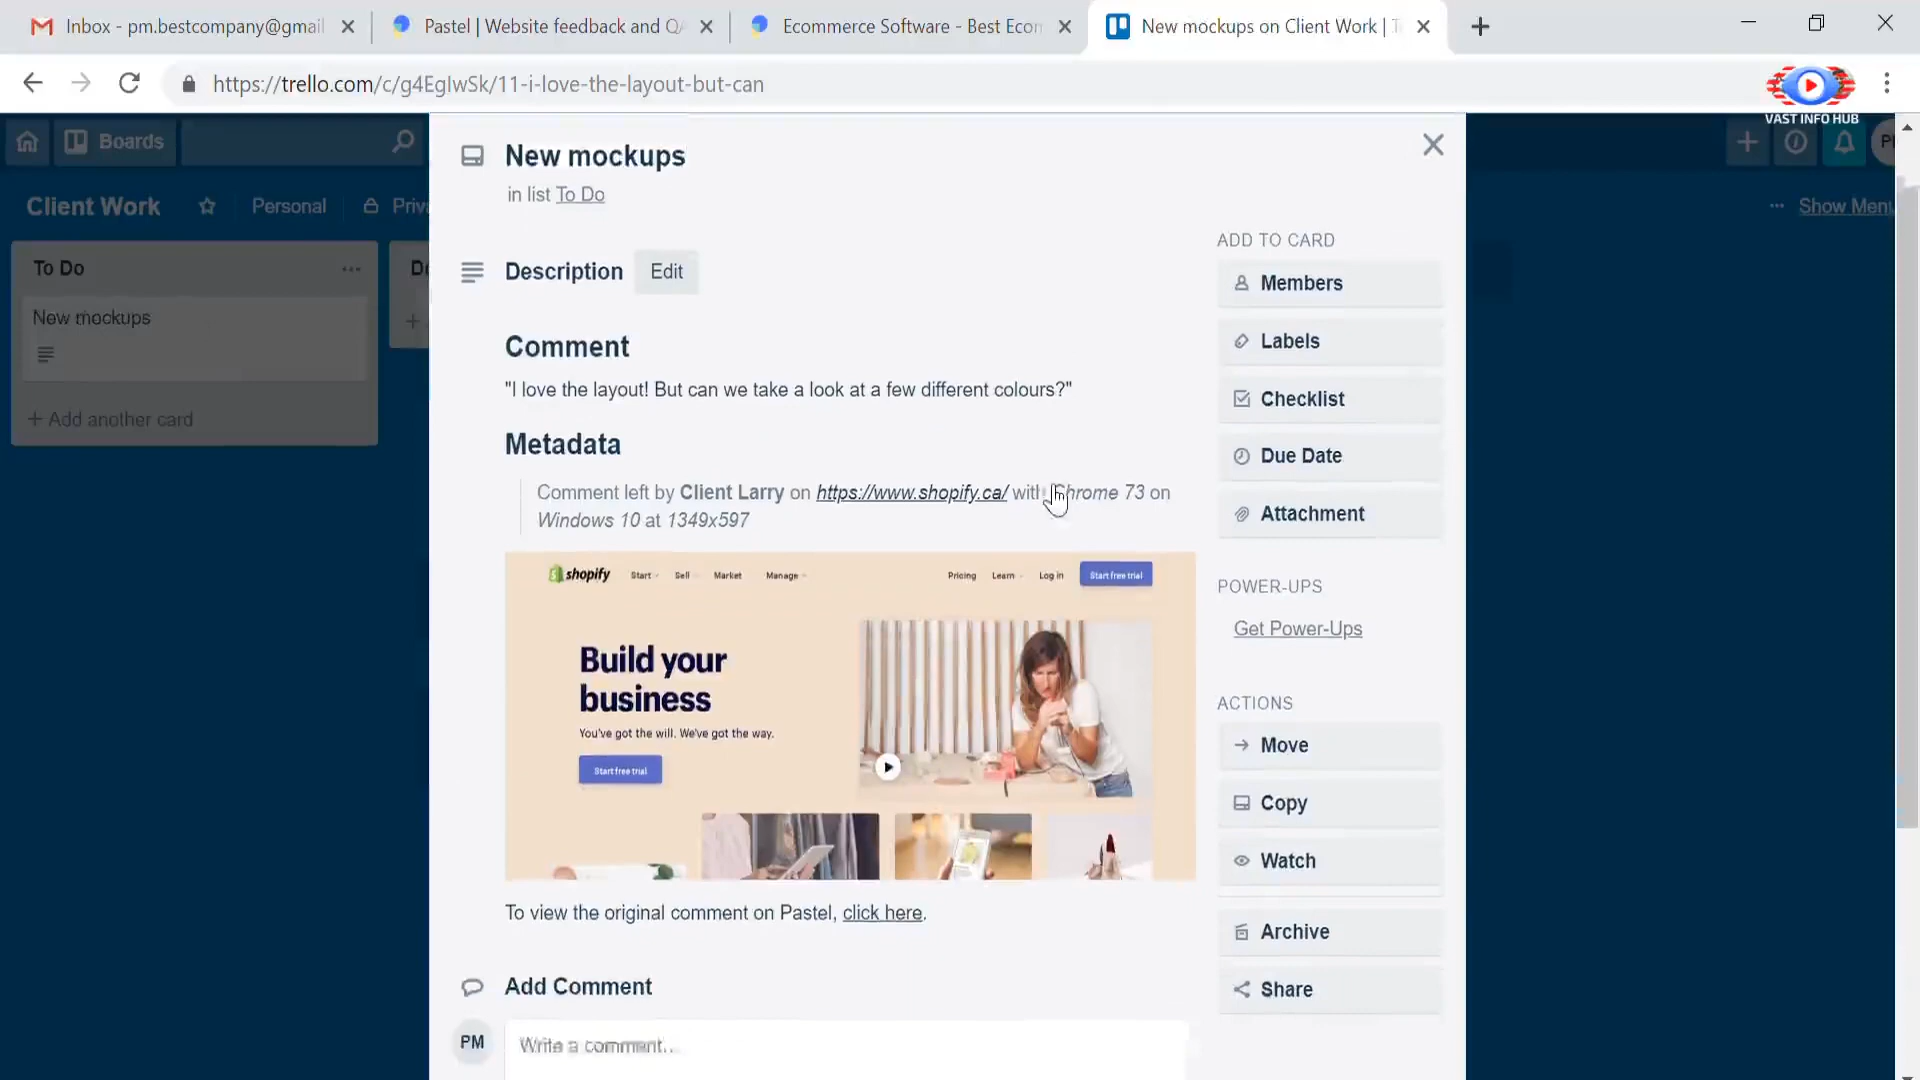 Inbox - pm.bestcompany@gmail
Pastel | Website feedback and Q
Ecommerce Software - Best Econ
New mockups on Client Work |
https://trello.com/c/g4EgIwSk/11-i-love-the-layout-but-can
VAST INFO HUB
Boards
Client Work
Personal
Show Menu
To Do
New mockups
+ Add another card
New mockups
in list To Do
Description
Edit
Comment
"I love the layout! But can we take a look at a few different colours?"
Metadata
Comment left by Client Larry on https://www.shopify.ca/ with Chrome 73 on
Windows 10 at 1349x597
shopify
Start
Sell
Market
Manage
Pricing
Learn
Log in
Start free trial
Build your
business
You've got the will. We've got the way.
Start free trial
To view the original comment on Pastel, click here.
Add Comment
PM
Write a comment...
ADD TO CARD
Members
Labels
Checklist
Due Date
Attachment
POWER-UPS
Get Power-Ups
ACTIONS
Move
Copy
Watch
Archive
Share